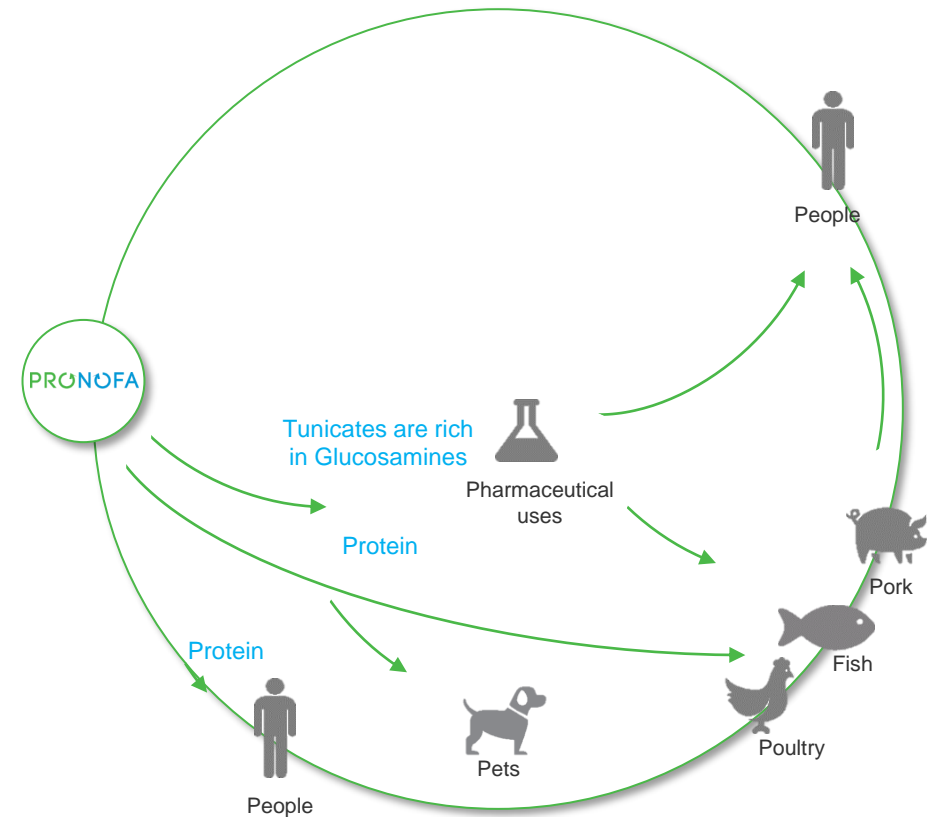 People
PRONOFA
Tunicates are rich
in Glucosamines
Pharmaceutical
uses
Protein
Pork
Protein
Fish
Poultry
Pets
People